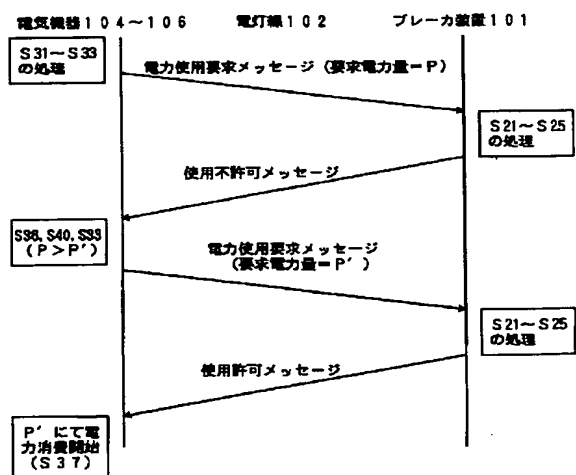 電気機器104~106　電灯線102　ブレーカ装置101
S31~S33
の処理
電力使用要求メッセージ(要求電力量=P)
S21~S25
の処理
使用不許可メッセージ
S38,S40,S33
(P>P′)
電力使用要求メッセージ
(要求電力量=P′)
S21~S25
の処理
使用許可メッセージ
P′にて電
力消費開始
(S37)